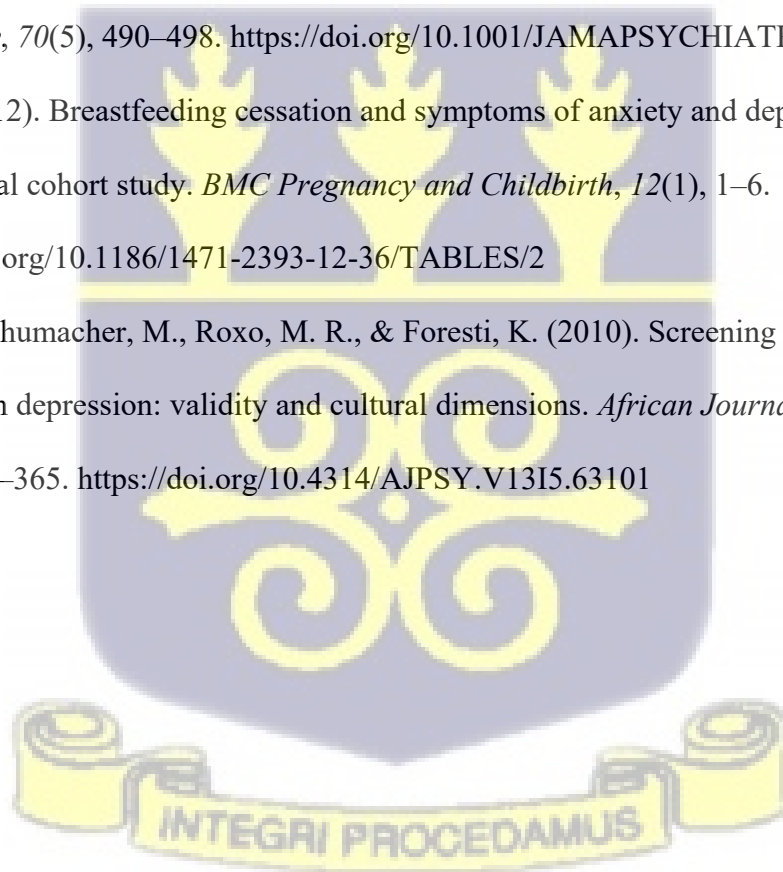 , 70(5), 490–498. https://doi.org/10.1001/JAMAPSYCHIATR
12). Breastfeeding cessation and symptoms of anxiety and dep
al cohort study. BMC Pregnancy and Childbirth, 12(1), 1–6.
org/10.1186/1471-2393-12-36/TABLES/2
humacher, M., Roxo, M. R., & Foresti, K. (2010). Screening
n depression: validity and cultural dimensions. African Journa
–365. https://doi.org/10.4314/AJPSY.V13I5.63101
INTEGRI PROCEDAMUS